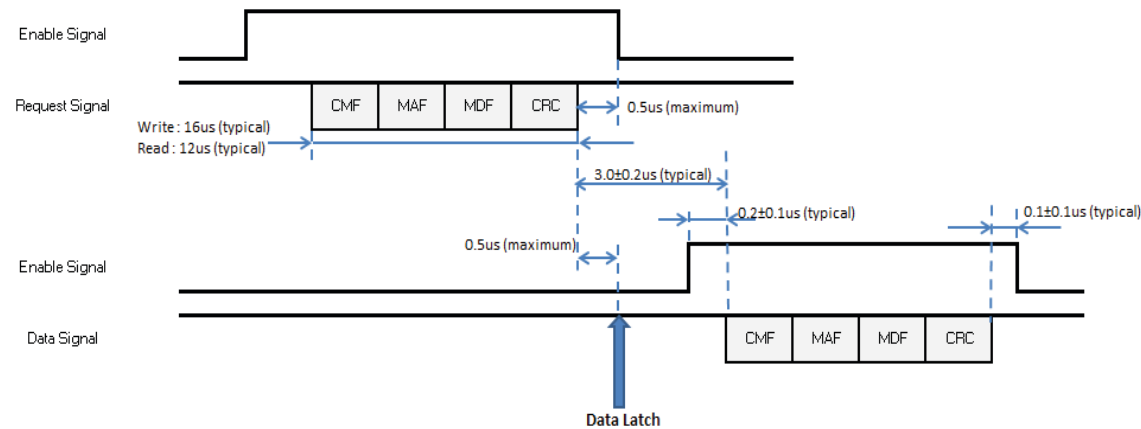 Enable Signal
Request Signal
CMF
MAF
MDF
CRC
0.5us (maximum)
Write : 16us (typical)
Read : 12us (typical)
3.0±0.2us (typical)
0.2±0.1us (typical)
0.1±0.1us (typical)
0.5us (maximum)
Enable Signal
Data Signal
CMF
MAF
MDF
CRC
Data Latch